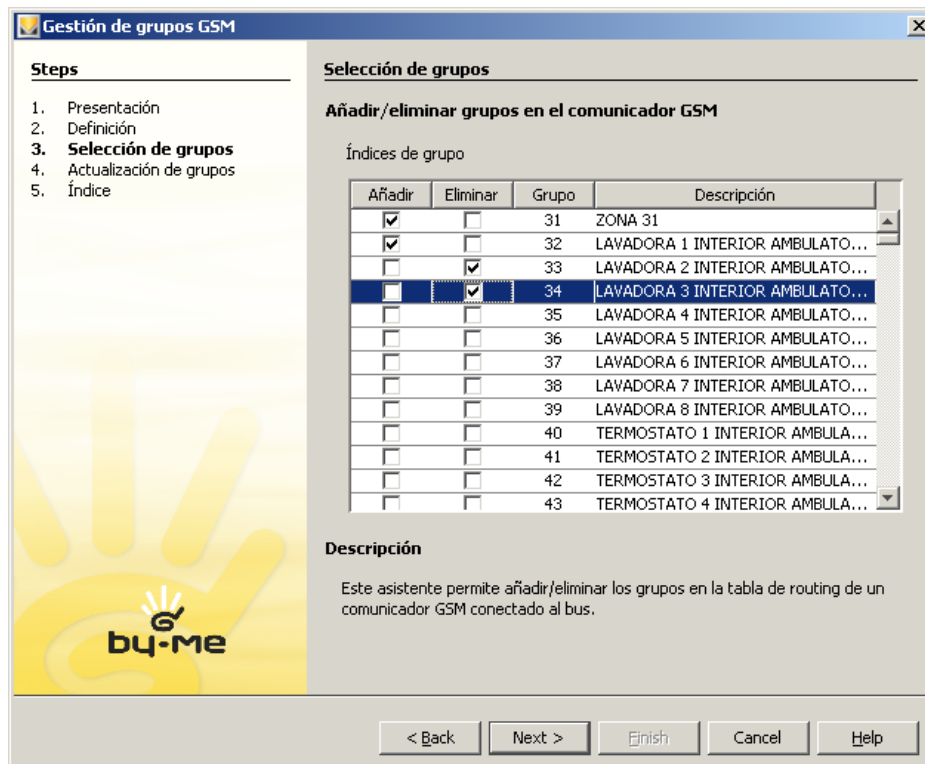 Gestión de grupos GSM
Steps
1. Presentación
2. Definición
3. Selección de grupos
4. Actualización de grupos
5. Índice
by-me
Selección de grupos
Añadir/eliminar grupos en el comunicador GSM
Índices de grupo
Añadir Eliminar Grupo Descripción
31 ZONA 31
32 LAVADORA 1 INTERIOR AMBULATO...
33 LAVADORA 2 INTERIOR AMBULATO...
34 LAVADORA 3 INTERIOR AMBULATO...
35 LAVADORA 4 INTERIOR AMBULATO...
36 LAVADORA 5 INTERIOR AMBULATO...
37 LAVADORA 6 INTERIOR AMBULATO...
38 LAVADORA 7 INTERIOR AMBULATO...
39 LAVADORA 8 INTERIOR AMBULATO...
40 TERMOSTATO 1 INTERIOR AMBULA...
41 TERMOSTATO 2 INTERIOR AMBULA...
42 TERMOSTATO 3 INTERIOR AMBULA...
43 TERMOSTATO 4 INTERIOR AMBULA...
Descripción
Este asistente permite añadir/eliminar los grupos en la tabla de routing de un
comunicador GSM conectado al bus.
< Back Next > Finish Cancel Help